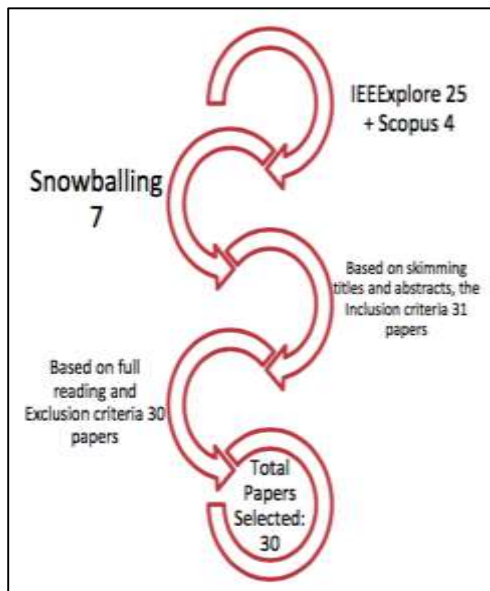 IEEExplore 25
+ Scopus 4
Snowballing
7
Based on skimming
titles and abstracts, the
Inclusion criteria 31
papers
Based on full
reading and
Exclusion criteria 30
papers
Total
Papers
Selected:
30